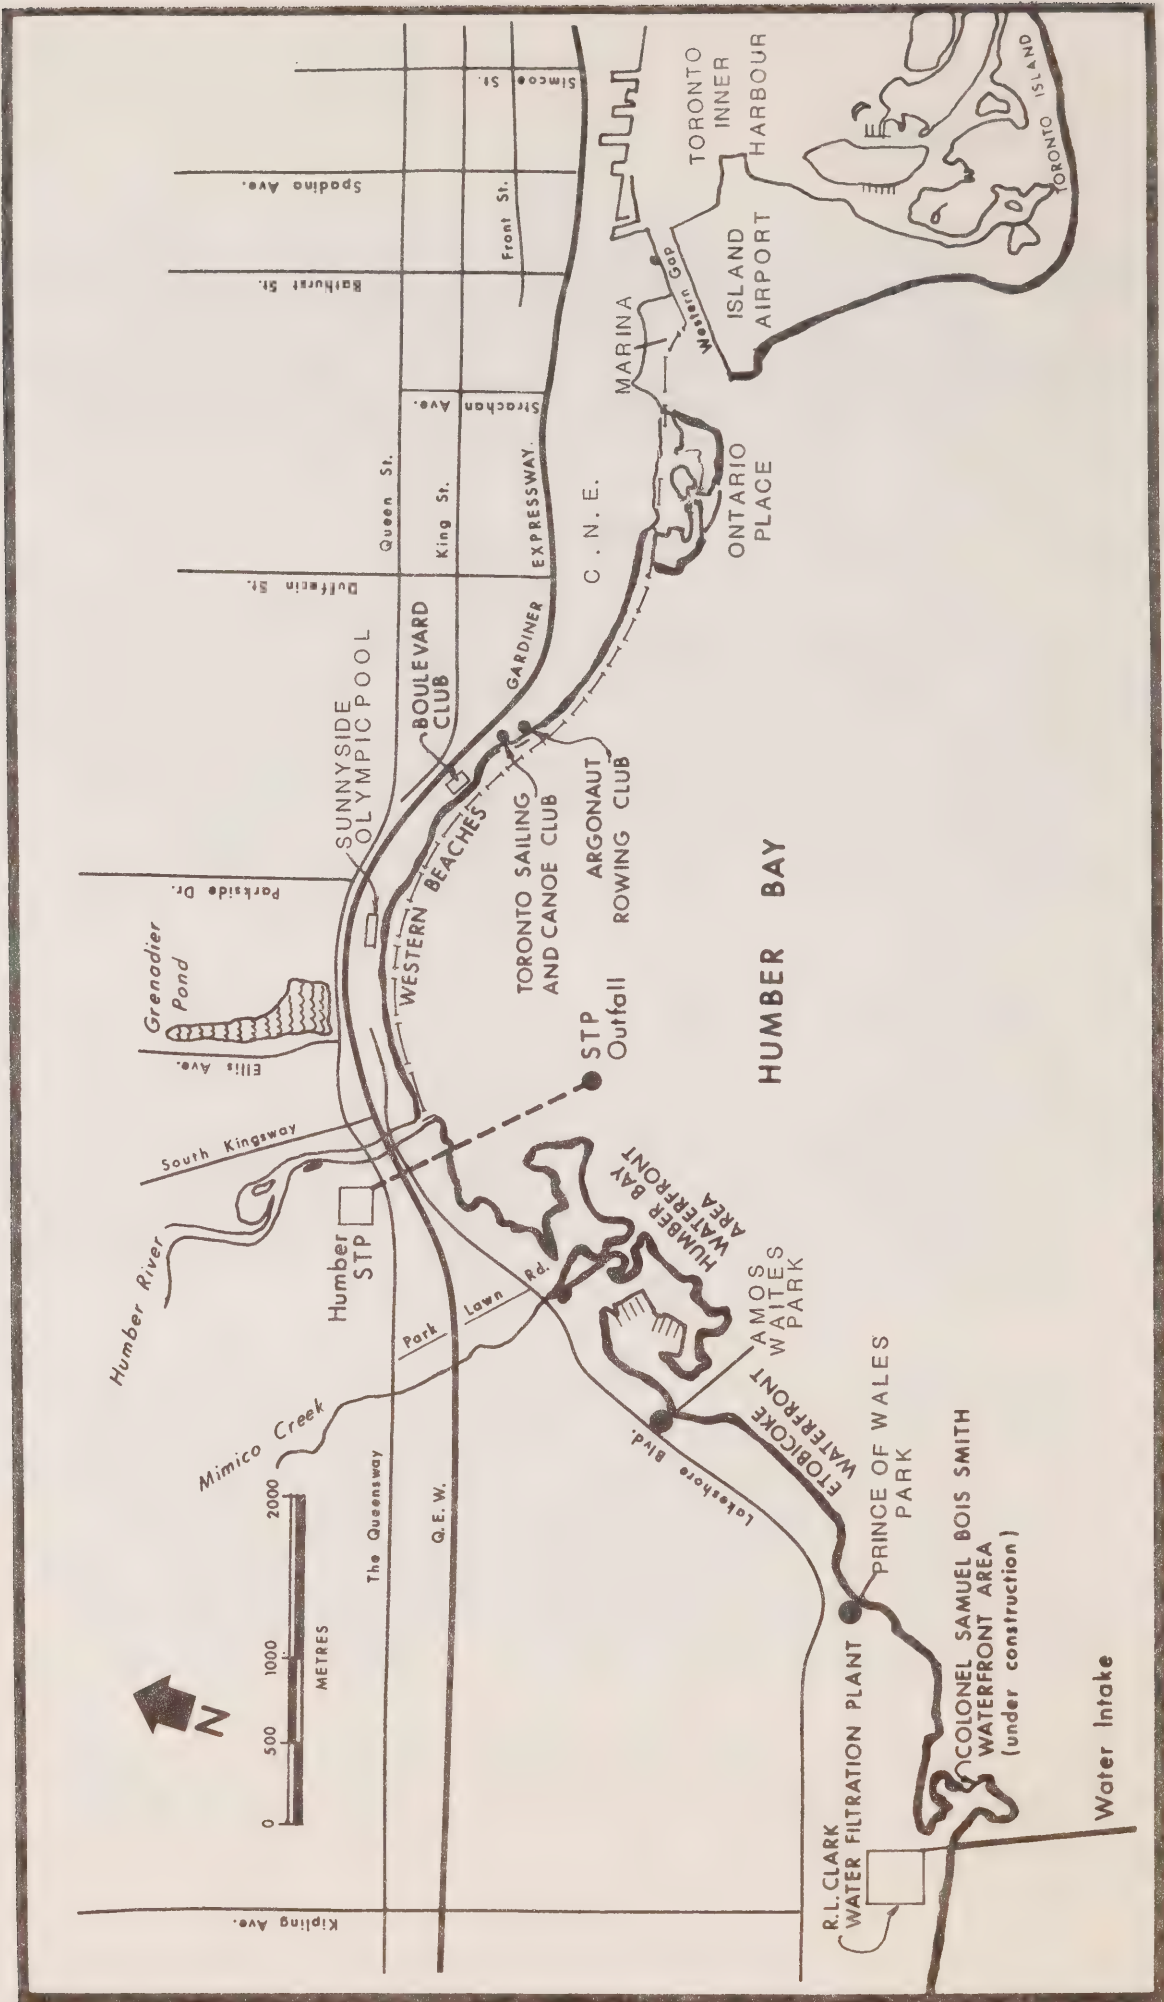 N
0
500
1000
2000
METRES
Kipling Ave.
The Queensway
Q.E.W.
Mimico Creek
Humber River
Humber
STP
Park Lawn Rd.
Lakeshore Blvd.
South Kingsway
Ellis Ave.
Grenadier
Pond
Parkside Dr.
SUNNYSIDE
OLYMPIC POOL
BOULEVARD
CLUB
Dufferin St.
Queen St.
King St.
GARDINER EXPRESSWAY
Strachan Ave.
Bathurst St.
Front St.
Spadina Ave.
Simcoe St.
C.N.E.
MARINA
Western Gap
TORONTO
INNER
HARBOUR
ISLAND
AIRPORT
TORONTO ISLAND
ONTARIO
PLACE
WESTERN BEACHES
TORONTO SAILING
AND CANOE CLUB
ARGONAUT
ROWING CLUB
STP
Outfall
HUMBER BAY
HUMBER BAY
WATERFRONT
AREA
AMOS
WAITES
PARK
ETOBICOKE
WATERFRONT
PRINCE OF WALES
PARK
R.L. CLARK
WATER FILTRATION PLANT
COLONEL SAMUEL BOIS SMITH
WATERFRONT AREA
(under construction)
Water Intake